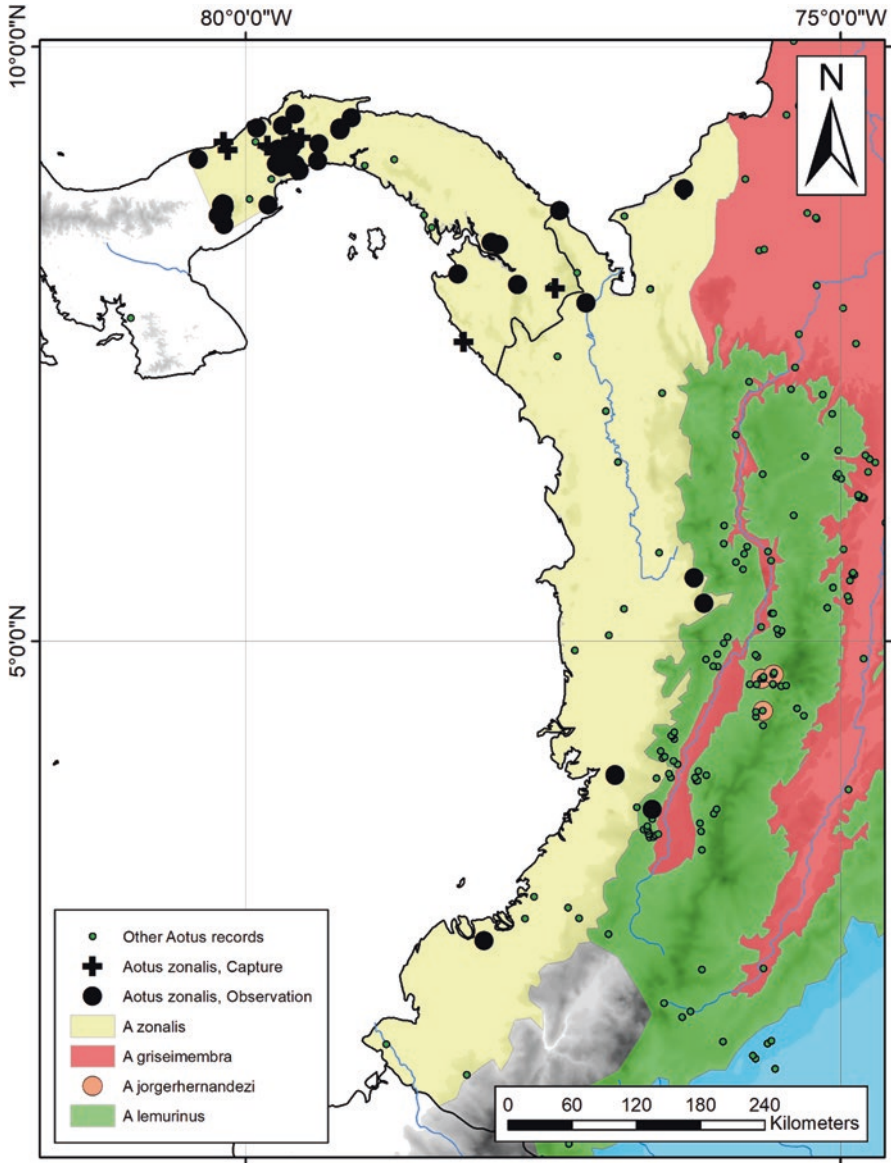 80°0'0"W
75°0'0"W
10°0'0"N
N
5°0'0"N
Other Aotus records
Aotus zonalis, Capture
Aotus zonalis, Observation
A zonalis
A griseimembra
A jorgerhernandezi
A lemurinus
0 60 120 180 240
Kilometers